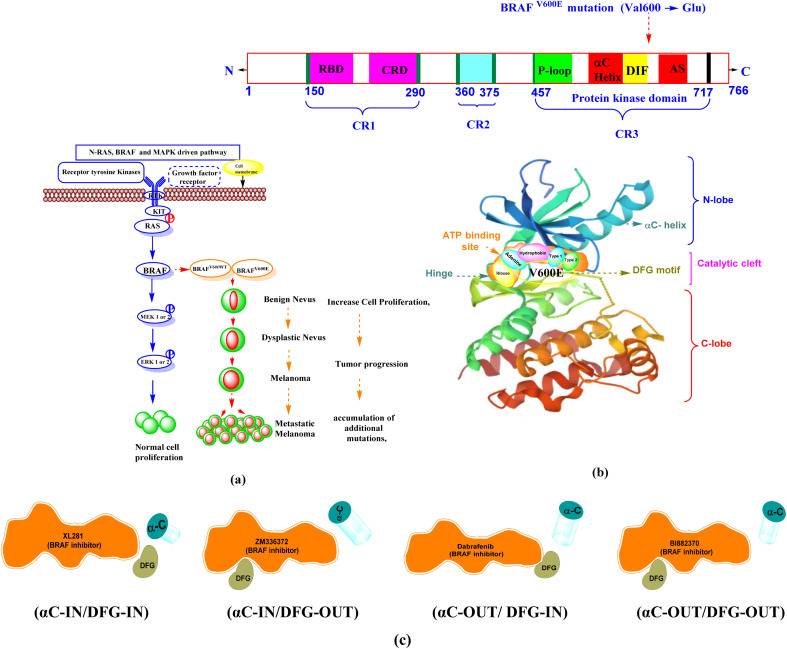 BRAF V600E mutation (Val600 → Glu)
N RBD CRD P-loop αC Helix DIF AS C
1 150 290 360 375 457 717 766
Protein kinase domain
CR1 CR2 CR3
N-RAS, BRAF and MAPK driven pathway
Receptor tyrosine Kinases
Growth factor
receptor
Cell
membrane
KIT
RAS
P
BRAF
BRAFV600WT
BRAFV600E
MEK 1 or 2
P
ERK 1 or 2
P
Normal cell
proliferation
Benign Nevus
Dysplastic Nevus
Melanoma
Metastatic
Melanoma
Increase Cell Proliferation,
Tumor progression
accumulation of
additional
mutations,
(a)
N-lobe
αC- helix
ATP binding
site
Adenine
Hydrophobic
Type 1
Type 2
Ribose
V600E
Hinge
DFG motif
Catalytic cleft
C-lobe
(b)
XL281
(BRAF inhibitor)
α-C
DFG
(αC-IN/DFG-IN)
ZM336372
(BRAF inhibitor)
α-C
DFG
(αC-IN/DFG-OUT)
Dabrafenib
(BRAF inhibitor)
α-C
DFG
(αC-OUT/ DFG-IN)
BI882370
(BRAF inhibitor)
α-C
DFG
(αC-OUT/DFG-OUT)
(c)